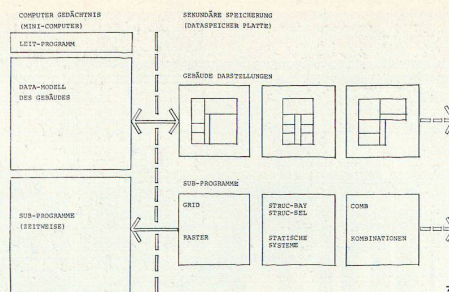 COMPUTER GEDÄCHTNIS
(MINI-COMPUTER)
SEKUNDÄRE SPEICHERUNG
(DATASPEICHER PLATTE)
LEIT-PROGRAMM
DATA-MODELL
DES GEBÄUDES
GEBÄUDE DARSTELLUNGEN
SUB-PROGRAMME
(ZEITWEISE)
SUB-PROGRAMME
GRID
RASTER
STRUC-BAY
STRUC-SEL
STATISCHE
SYSTEME
COMB
KOMBINATIONEN
7